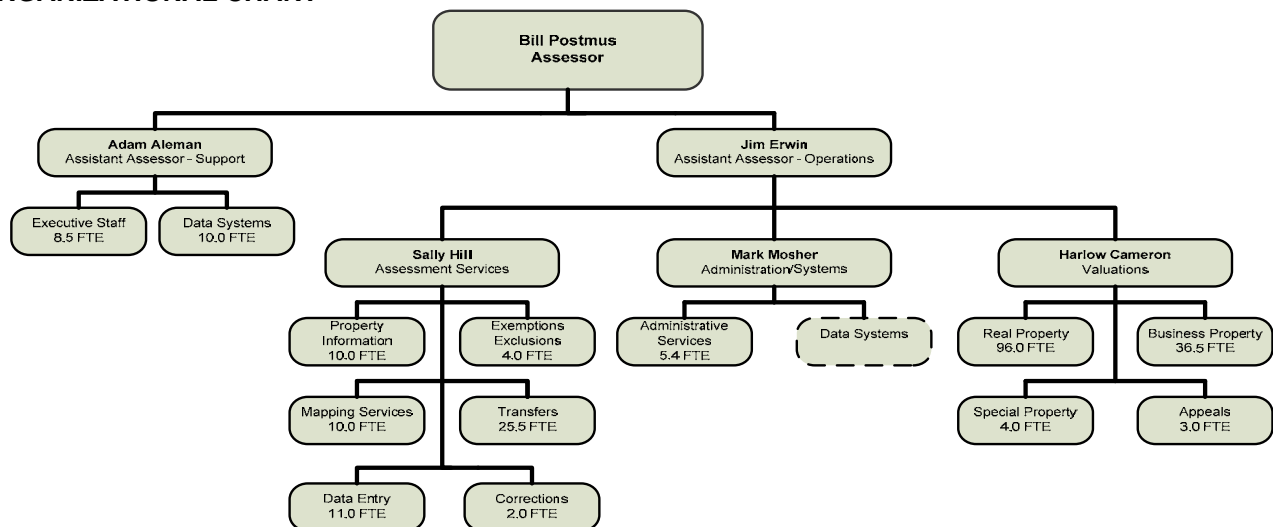 Bill Postmus
Assessor
Adam Aleman
Assistant Assessor - Support
Jim Erwin
Assistant Assessor - Operations
Executive Staff
8.5 FTE
Data Systems
10.0 FTE
Sally Hill
Assessment Services
Mark Mosher
Administration/Systems
Harlow Cameron
Valuations
Property
Information
10.0 FTE
Exemptions
Exclusions
4.0 FTE
Administrative
Services
5.4 FTE
Data Systems
Real Property
96.0 FTE
Business Property
36.5 FTE
Mapping Services
10.0 FTE
Transfers
25.5 FTE
Special Property
4.0 FTE
Appeals
3.0 FTE
Data Entry
11.0 FTE
Corrections
2.0 FTE